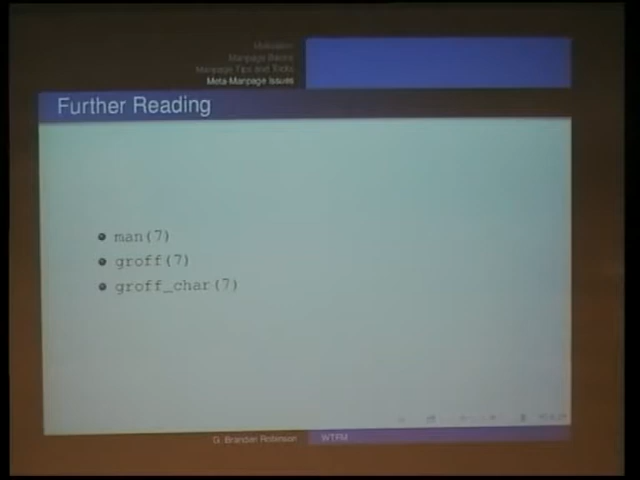 Motivation
Manpage Basics
Manpage Tips and Tricks
Meta-Manpage Issues
Further Reading
man(7)
groff(7)
groff_char(7)
G. Branden Robinson
WTFM